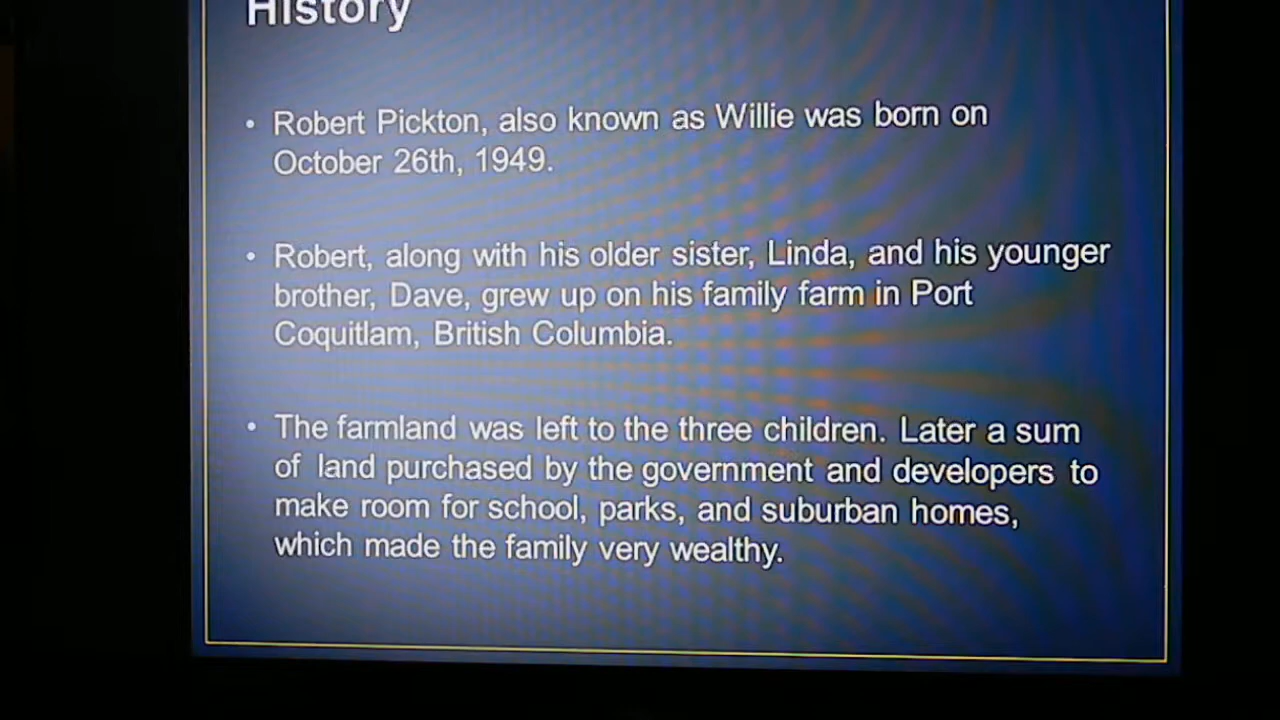 History
• Robert Pickton, also known as Willie was born on
October 26th, 1949.
• Robert, along with his older sister, Linda, and his younger
brother, Dave, grew up on his family farm in Port
Coquitlam, British Columbia.
• The farmland was left to the three children. Later a sum
of land purchased by the government and developers to
make room for school, parks, and suburban homes,
which made the family very wealthy.